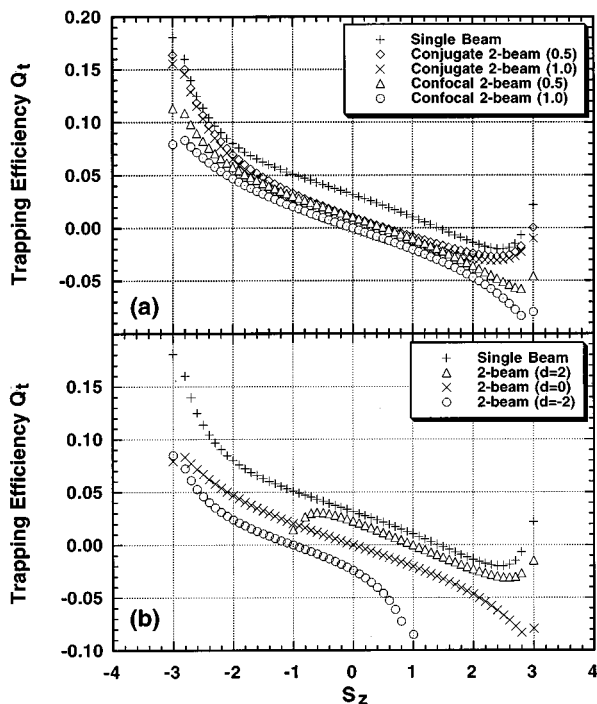 0.20
0.15
0.10
0.05
0.00
-0.05
Trapping Efficiency Qt
Single Beam
Conjugate 2-beam (0.5)
Conjugate 2-beam (1.0)
Confocal 2-beam (0.5)
Confocal 2-beam (1.0)
(a)
0.15
0.10
0.05
0.00
-0.05
-0.10
Trapping Efficiency Qt
Single Beam
2-beam (d=2)
2-beam (d=0)
2-beam (d=-2)
(b)
-4 -3 -2 -1 0 1 2 3 4
Sz